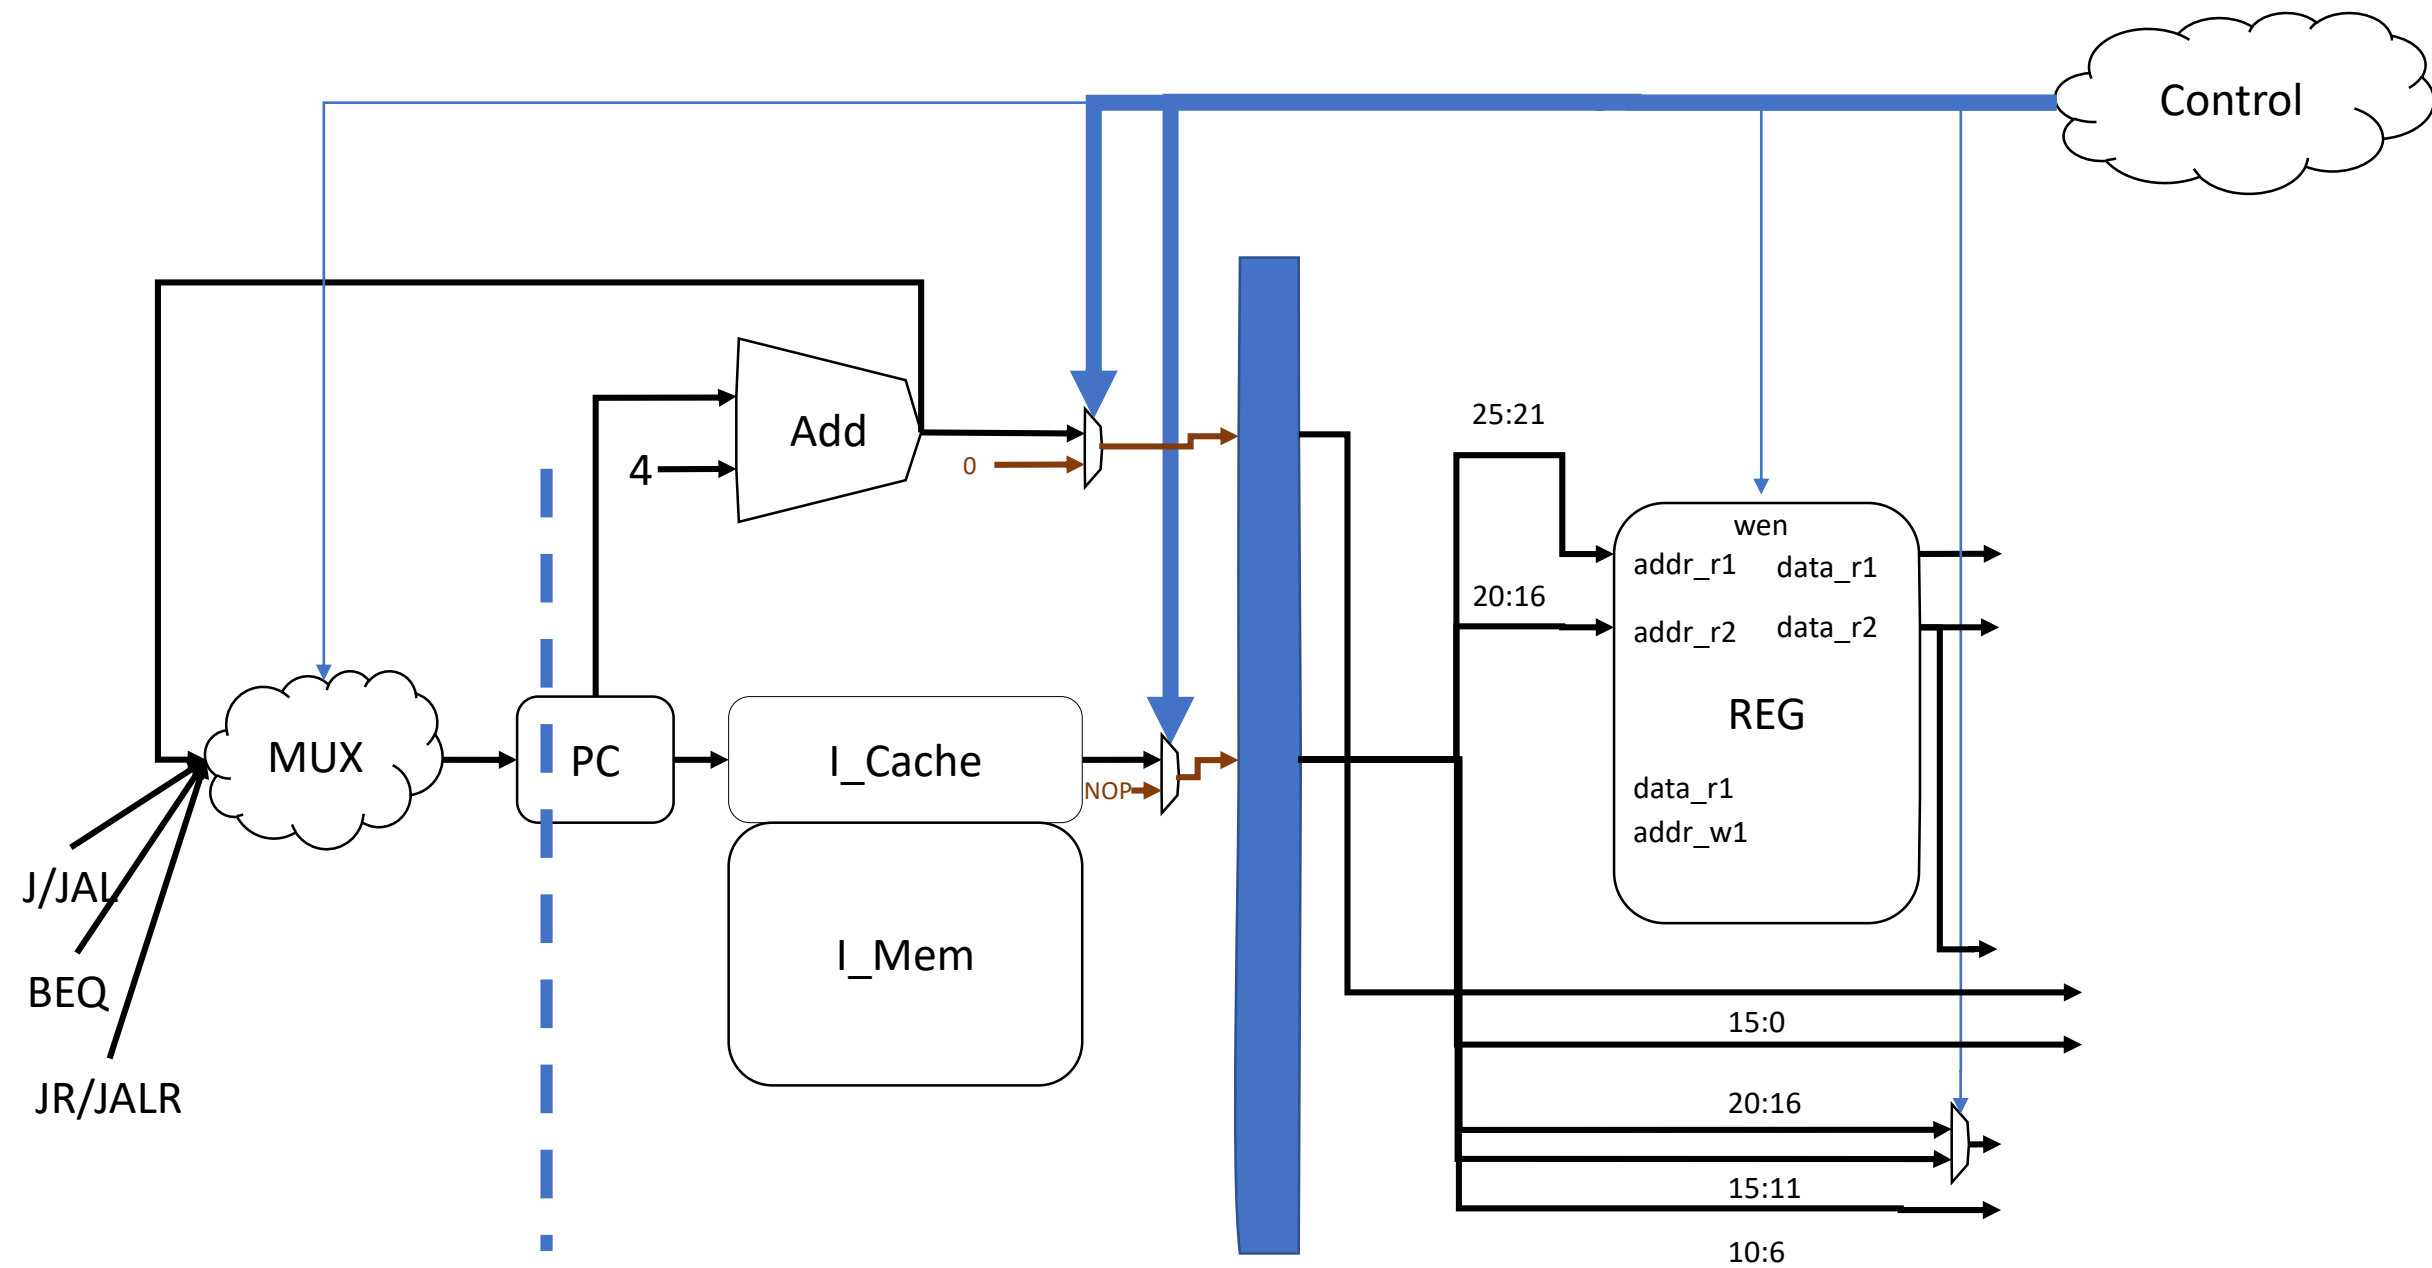 Control
25:21
Add
4
0
wen
addr_r1
data_r1
20:16
addr_r2
data_r2
REG
MUX
PC
I_Cache
NOP
data_r1
addr_w1
J/JAL
I_Mem
BEQ
15:0
JR/JALR
20:16
15:11
10:6